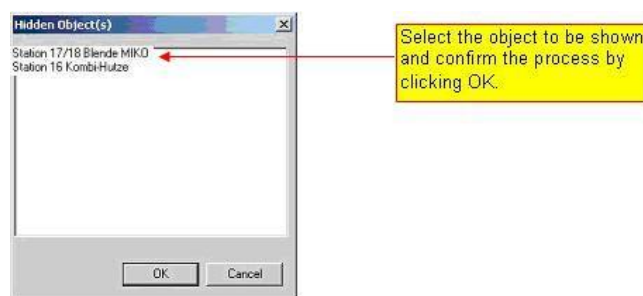 Hidden Object(s)
Station 17/18 Blende MIKO
Station 16 Kombi-Hutze
OK
Cancel
Select the object to be shown
and confirm the process by
clicking OK.